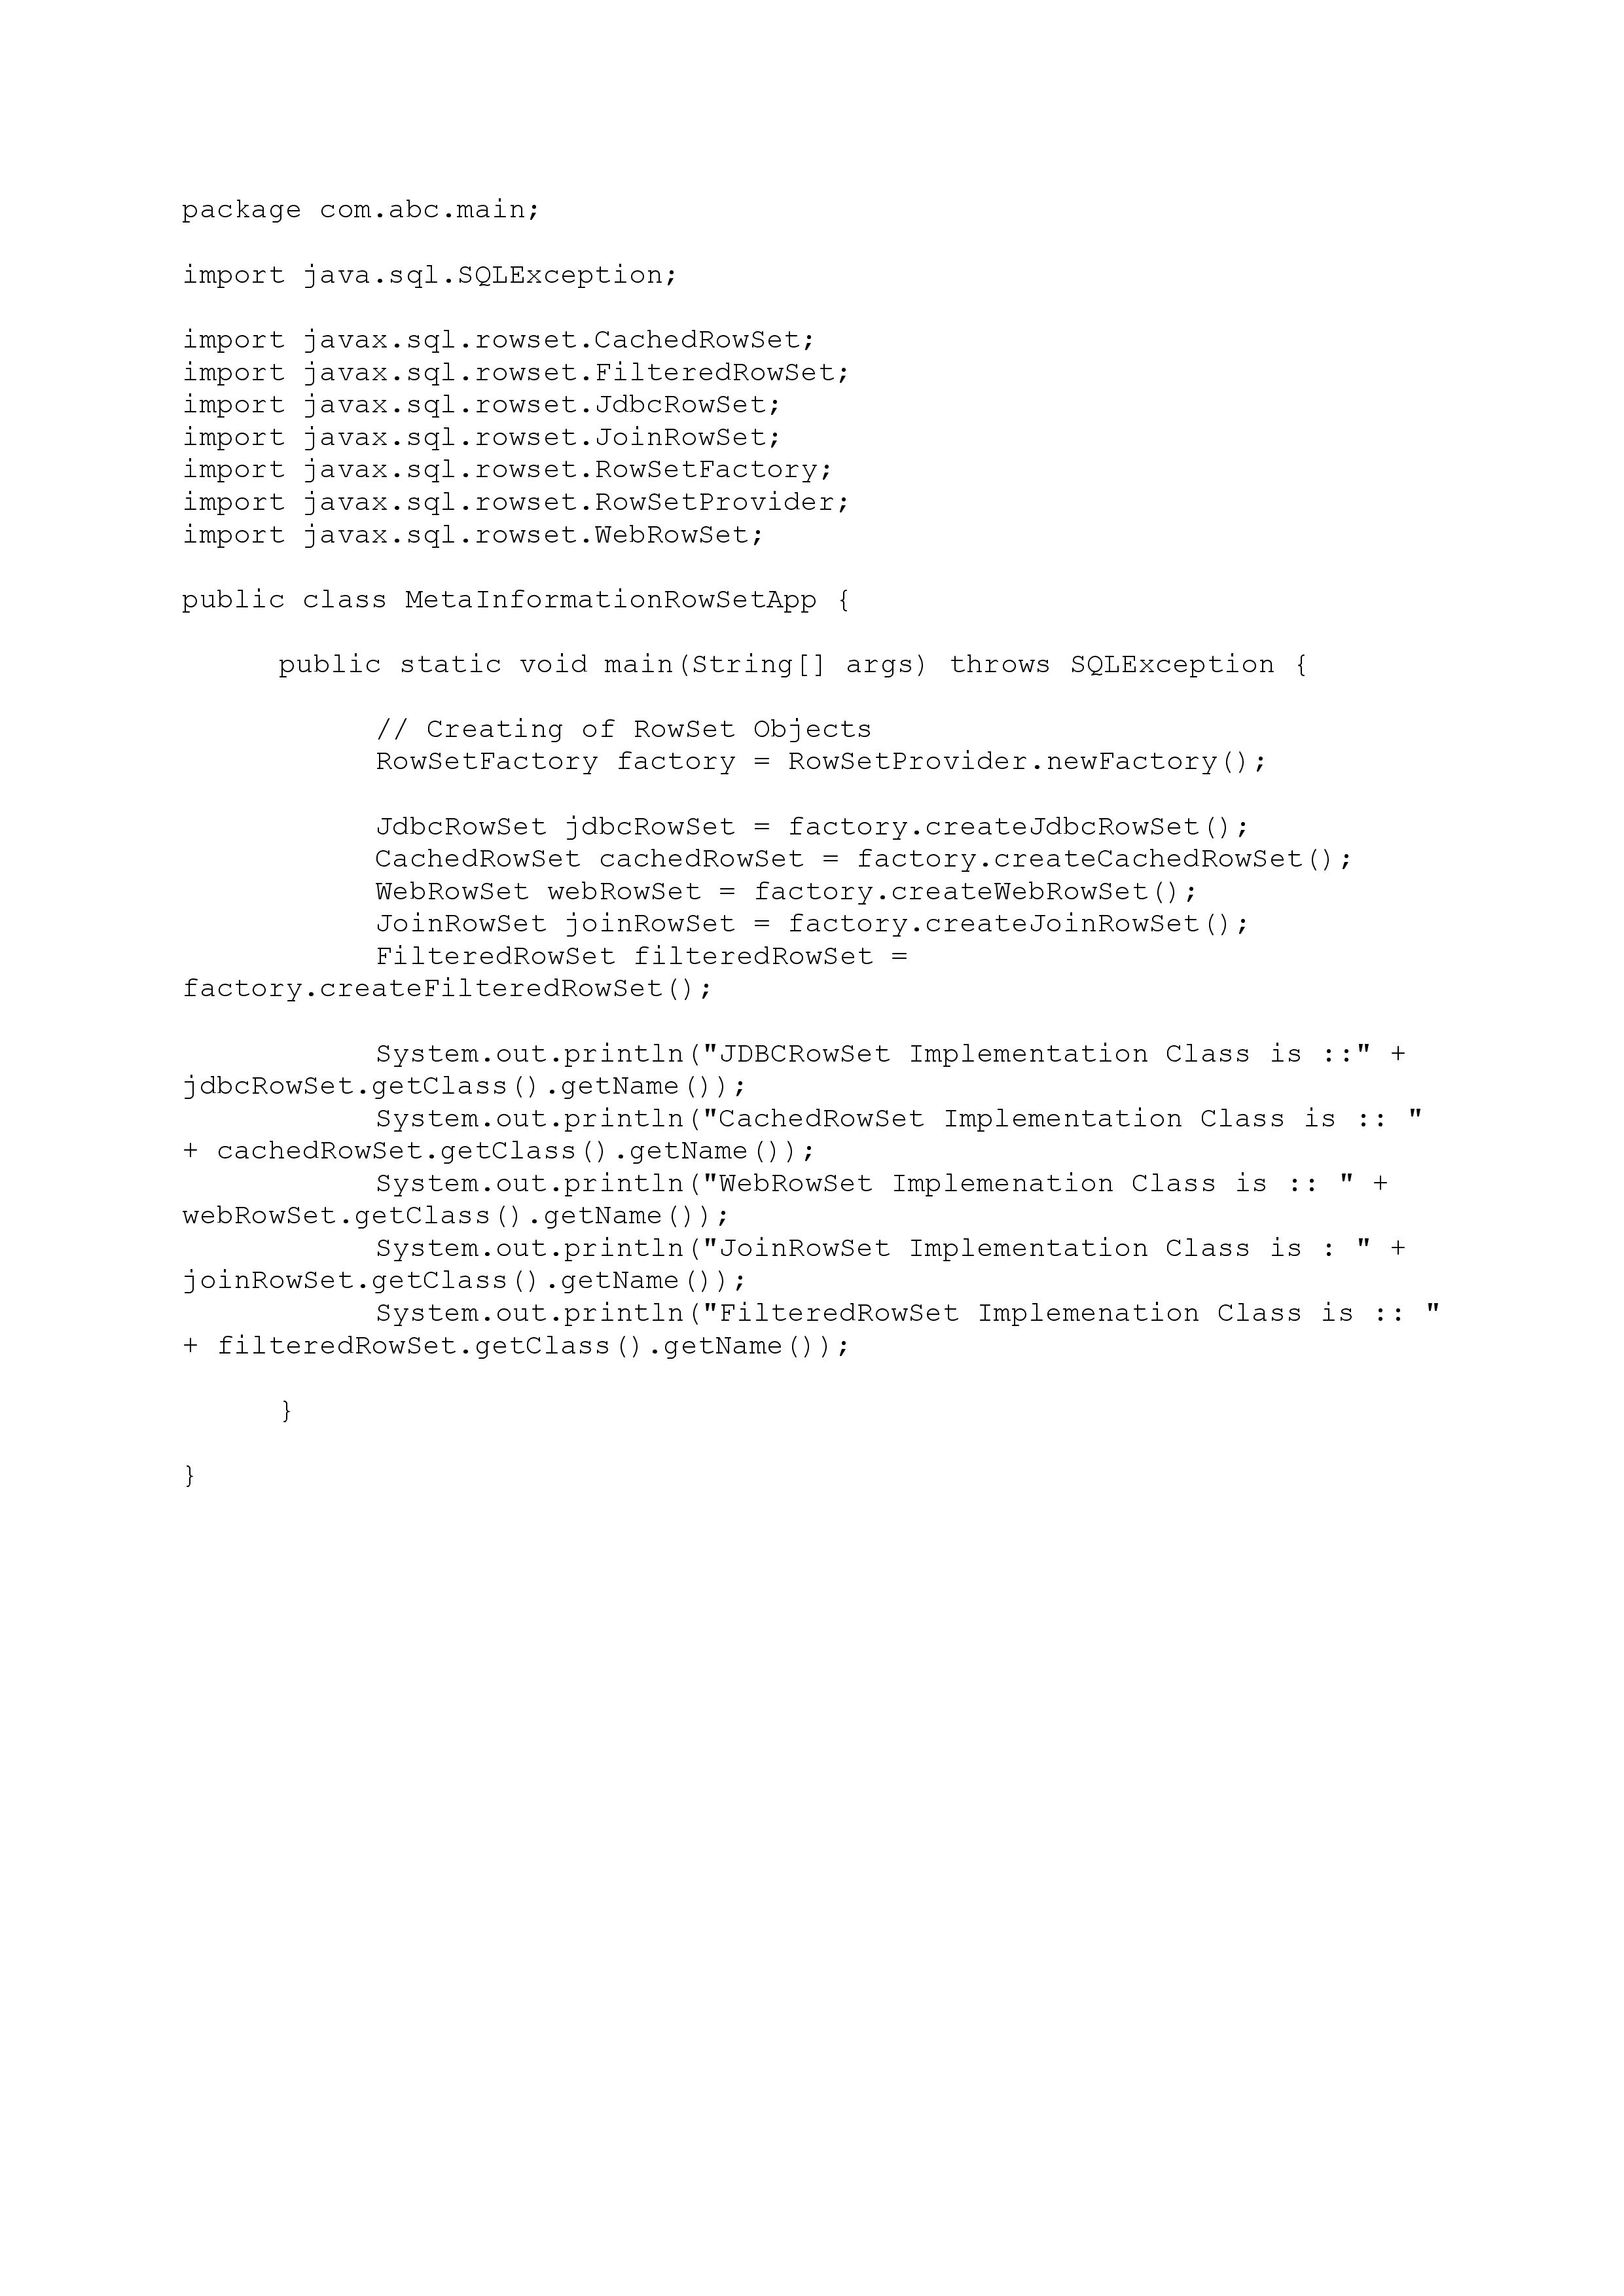 package com.abc.main;
import java.sql.SQLException;
import javax.sql.rowset.CachedRowSet;
import javax.sql.rowset.FilteredRowSet;
import javax.sql.rowset.JdbcRowSet;
import javax.sql.rowset.JoinRowSet;
import javax.sql.rowset.RowSetFactory;
import javax.sql.rowset.RowSetProvider;
import javax.sql.rowset.WebRowSet;
public class MetaInformationRowSetApp {
public static void main(String[] args) throws SQLException {
// Creating of RowSet Objects
RowSetFactory factory = RowSetProvider.newFactory();
JdbcRowSet jdbcRowSet = factory.createJdbcRowSet();
CachedRowSet cachedRowSet = factory.createCachedRowSet();
WebRowSet webRowSet = factory.createWebRowSet();
JoinRowSet joinRowSet = factory.createJoinRowSet();
FilteredRowSet filteredRowSet =
factory.createFilteredRowSet();
System.out.println("JDBCRowSet Implementation Class is ::" +
jdbcRowSet.getClass().getName());
System.out.println("CachedRowSet Implementation Class is :: "
+ cachedRowSet.getClass().getName());
System.out.println("WebRowSet Implemenation Class is :: " +
webRowSet.getClass().getName());
System.out.println("JoinRowSet Implementation Class is : " +
joinRowSet.getClass().getName());
System.out.println("FilteredRowSet Implemenation Class is :: "
+ filteredRowSet.getClass().getName());
}
}